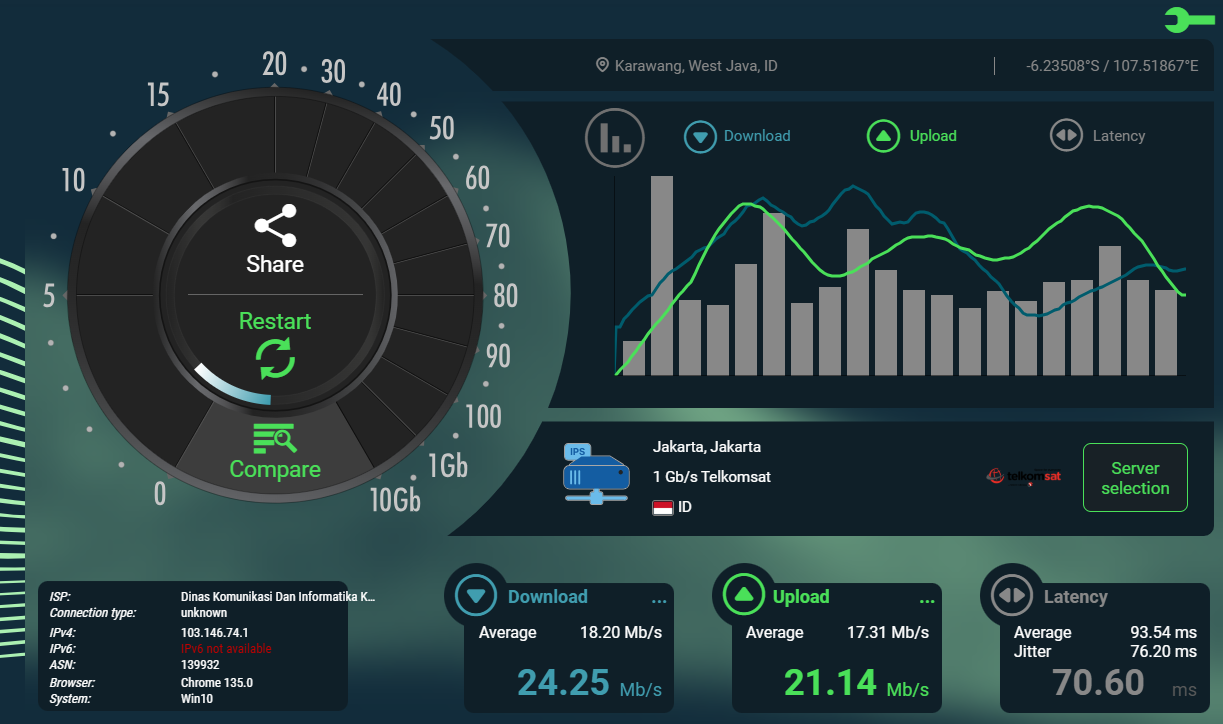 Karawang, West Java, ID
-6.23508°S / 107.51867°E
Download
Upload
Latency
0
5
10
15
20
30
40
50
60
70
80
90
100
1Gb
10Gb
Share
Restart
Compare
IPS
Jakarta, Jakarta
1 Gb/s Telkomsat
ID
telkomsat
Server
selection
ISP: Dinas Komunikasi Dan Informatika K...
Connection type: unknown
IPv4: 103.146.74.1
IPv6: IPv6 not available
ASN: 139932
Browser: Chrome 135.0
System: Win10
Download ...
Average 18.20 Mb/s
24.25 Mb/s
Upload ...
Average 17.31 Mb/s
21.14 Mb/s
Latency
Average 93.54 ms
Jitter 76.20 ms
70.60 ms